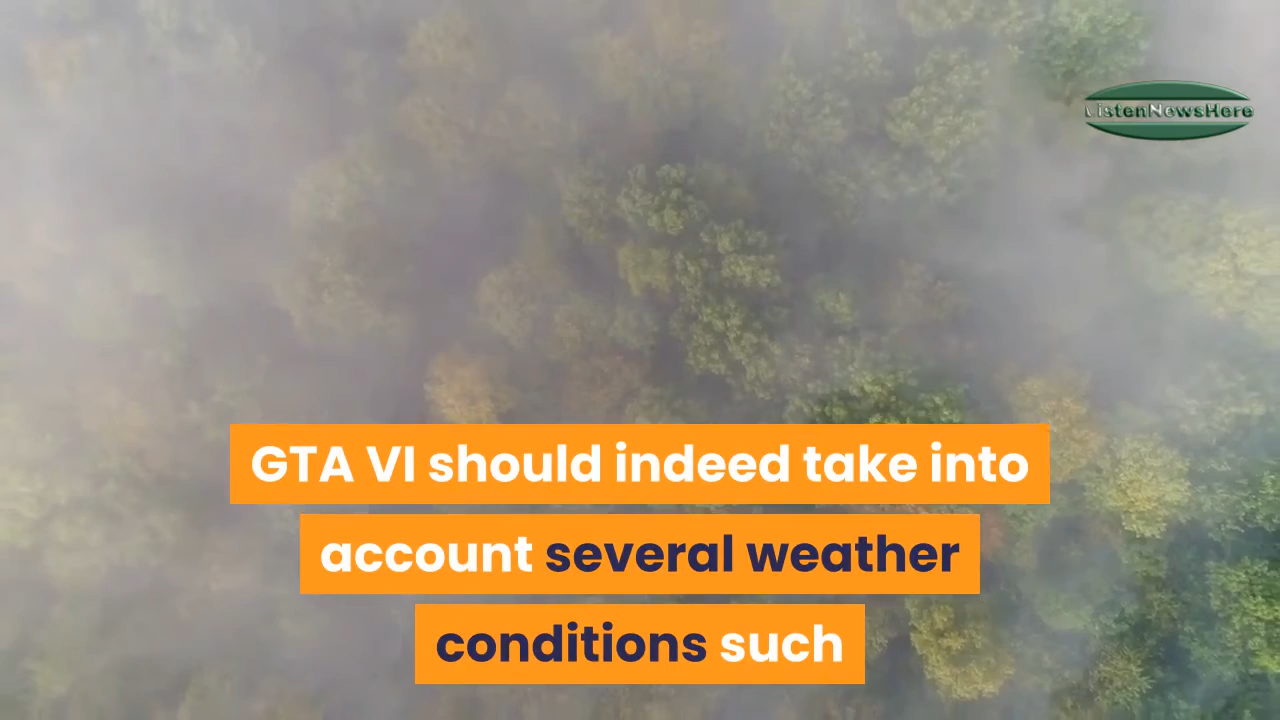 ListenNewsHere
GTA VI should indeed take into
account several weather
conditions such